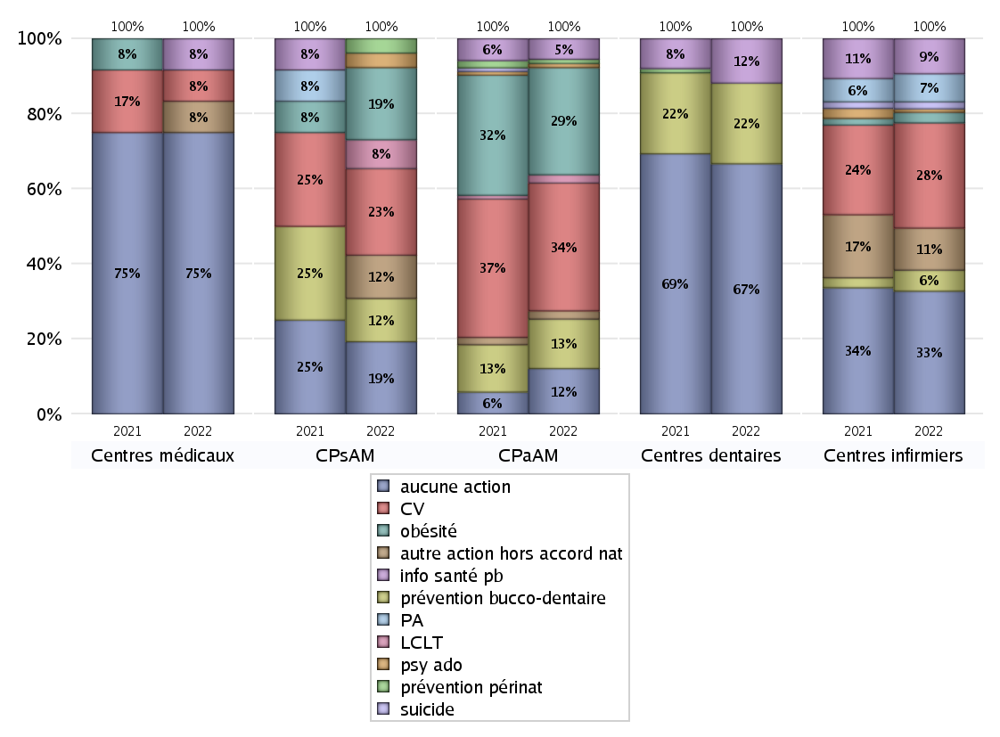 100% 100% 100% 100% 100% 100% 100% 100% 100% 100%
100%
8% 8% 8% 6% 5% 8% 12% 11% 9%
17% 8% 8% 6% 7%
80%
8% 8% 19% 32% 29% 22% 22%
8%
60%
25% 23% 24% 28%
75% 75% 25% 12% 37% 34% 69% 67% 17% 11%
40%
12% 13% 13% 6%
20%
25% 19% 6% 12% 34% 33%
0%
2021 2022 2021 2022 2021 2022 2021 2022 2021 2022
Centres médicaux CPsAM CPaAM Centres dentaires Centres infirmiers
aucune action
CV
obésité
autre action hors accord nat
info santé pb
prévention bucco-dentaire
PA
LCLT
psy ado
prévention périnat
suicide